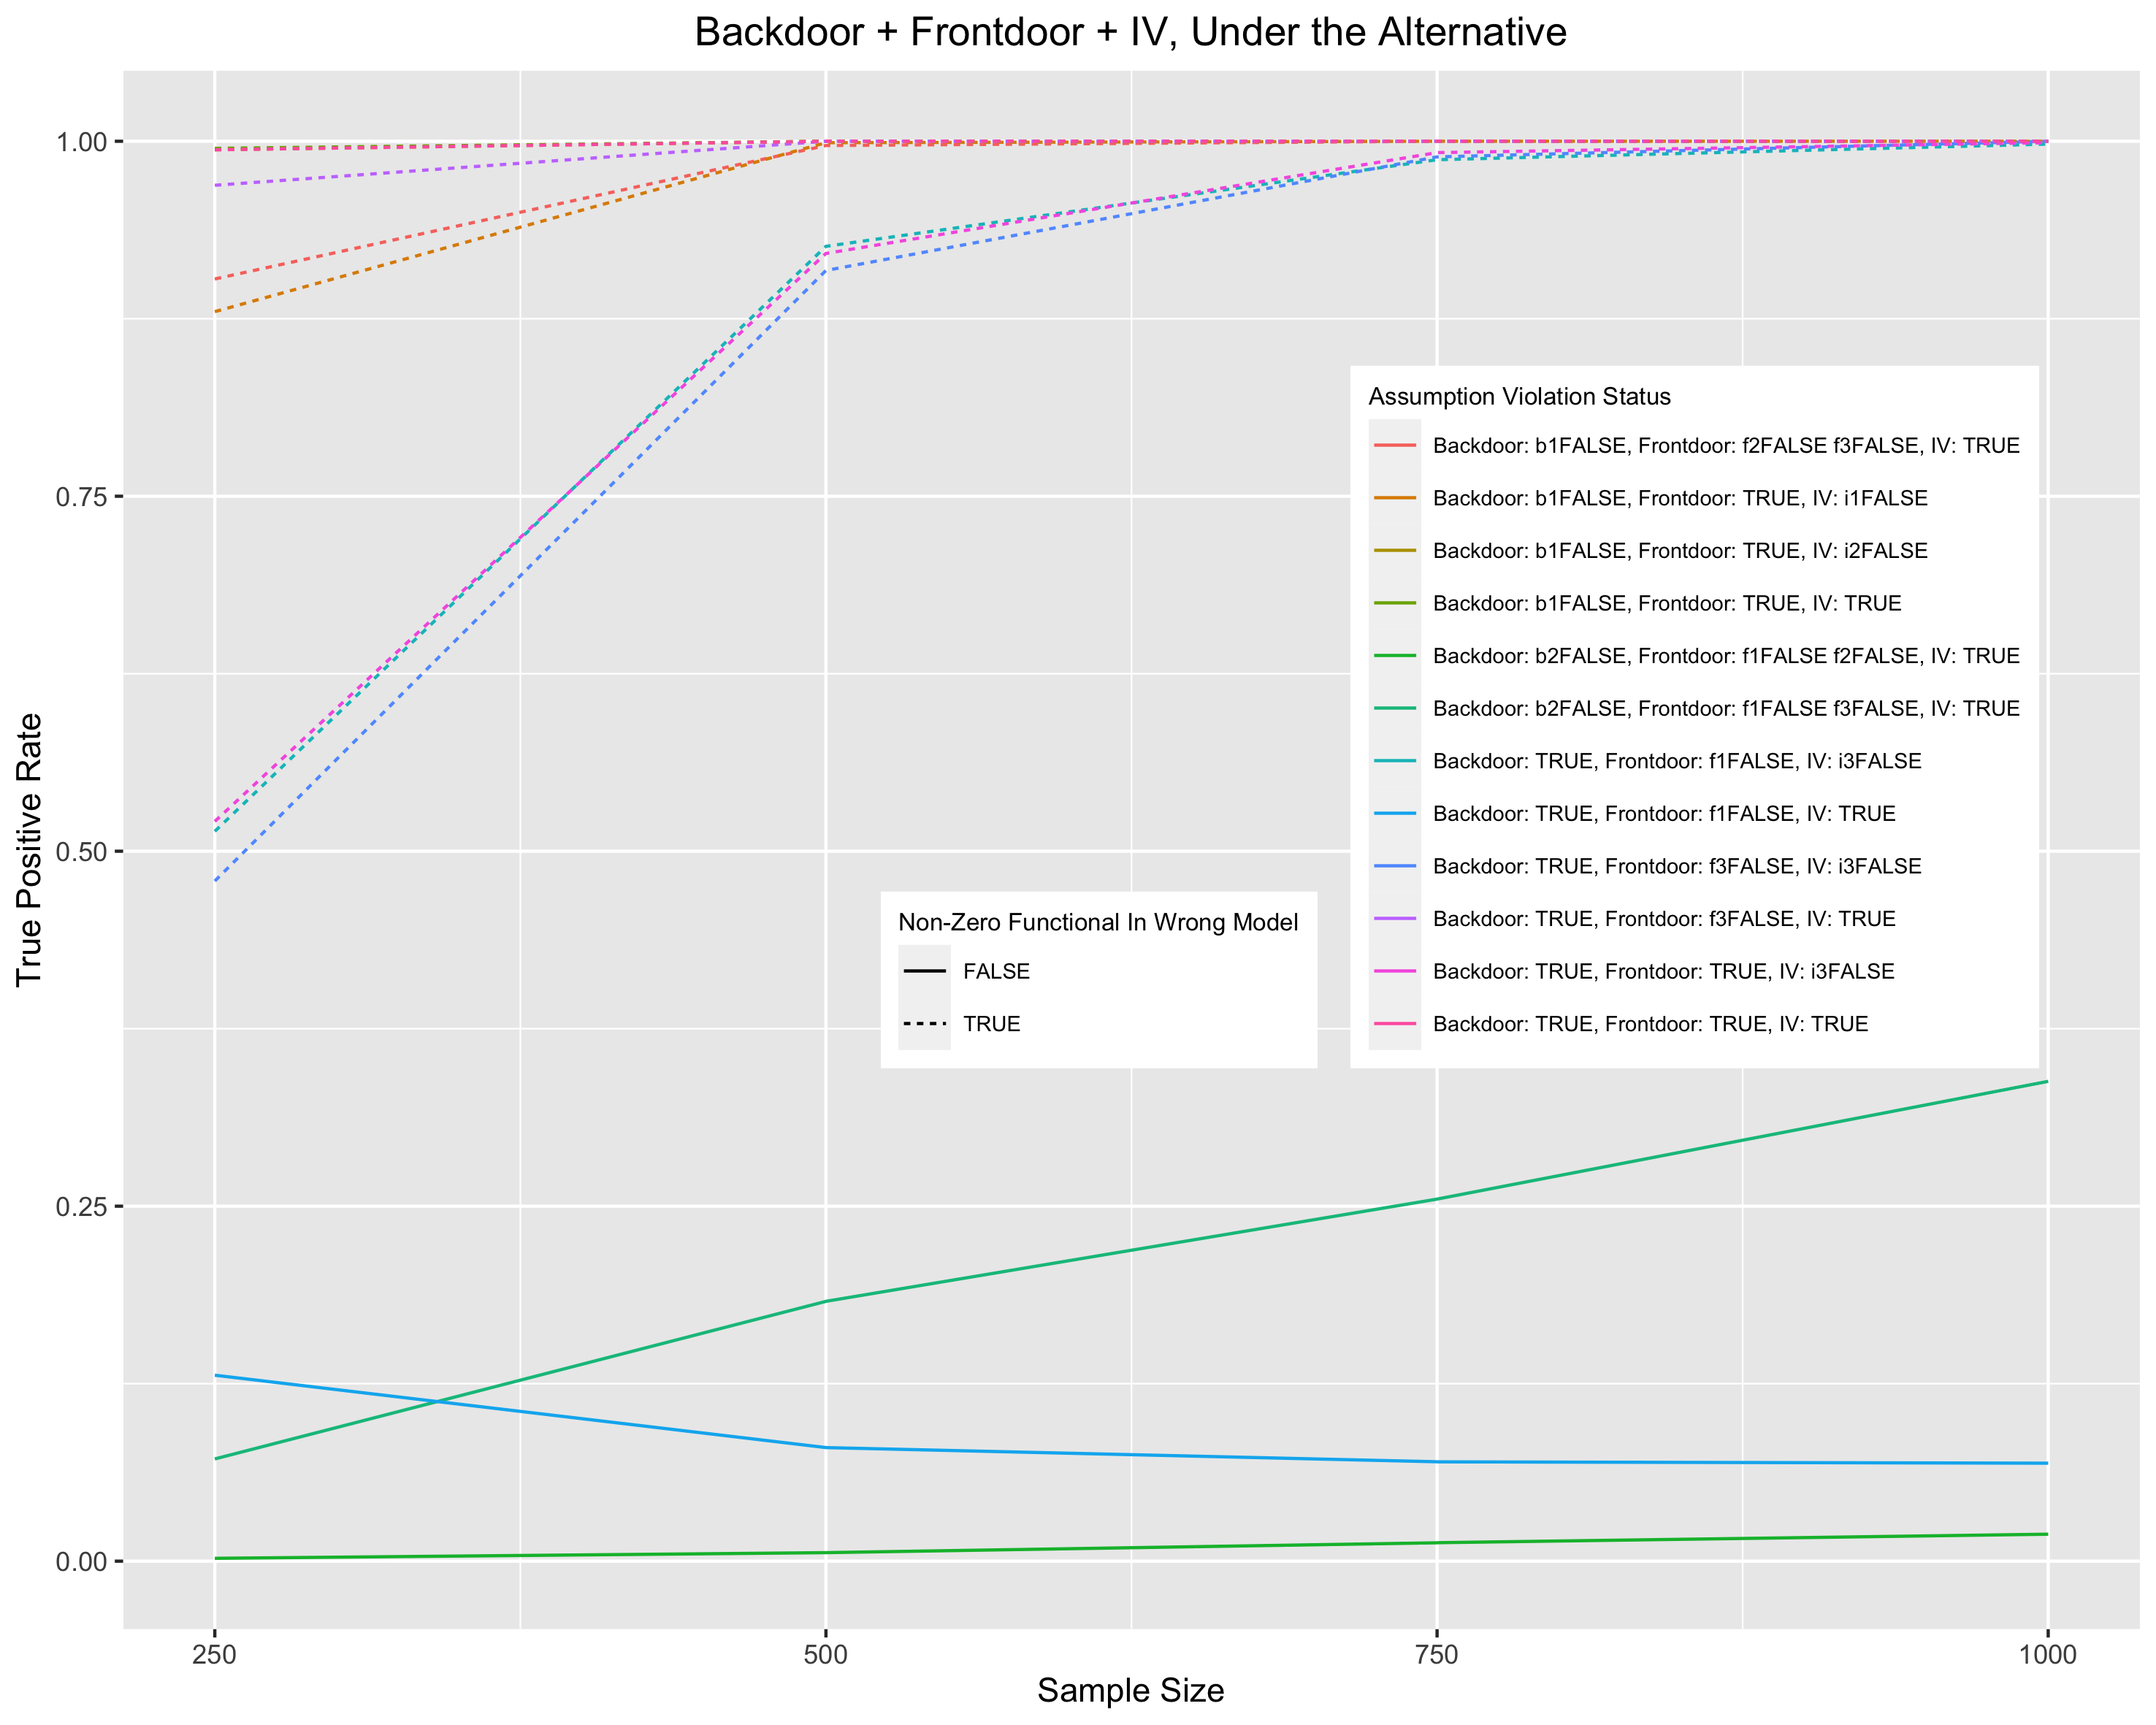 Backdoor + Frontdoor + IV, Under the Alternative
True Positive Rate
1.00
0.75
0.50
0.25
0.00
Assumption Violation Status
Backdoor: b1FALSE, Frontdoor: f2FALSE f3FALSE, IV: TRUE
Backdoor: b1FALSE, Frontdoor: TRUE, IV: i1FALSE
Backdoor: b1FALSE, Frontdoor: TRUE, IV: i2FALSE
Backdoor: b1FALSE, Frontdoor: TRUE, IV: TRUE
Backdoor: b2FALSE, Frontdoor: f1FALSE f2FALSE, IV: TRUE
Backdoor: b2FALSE, Frontdoor: f1FALSE f3FALSE, IV: TRUE
Backdoor: TRUE, Frontdoor: f1FALSE, IV: i3FALSE
Backdoor: TRUE, Frontdoor: f1FALSE, IV: TRUE
Backdoor: TRUE, Frontdoor: f3FALSE, IV: i3FALSE
Backdoor: TRUE, Frontdoor: f3FALSE, IV: TRUE
Backdoor: TRUE, Frontdoor: TRUE, IV: i3FALSE
Backdoor: TRUE, Frontdoor: TRUE, IV: TRUE
Non-Zero Functional In Wrong Model
FALSE
TRUE
250
500
750
1000
Sample Size